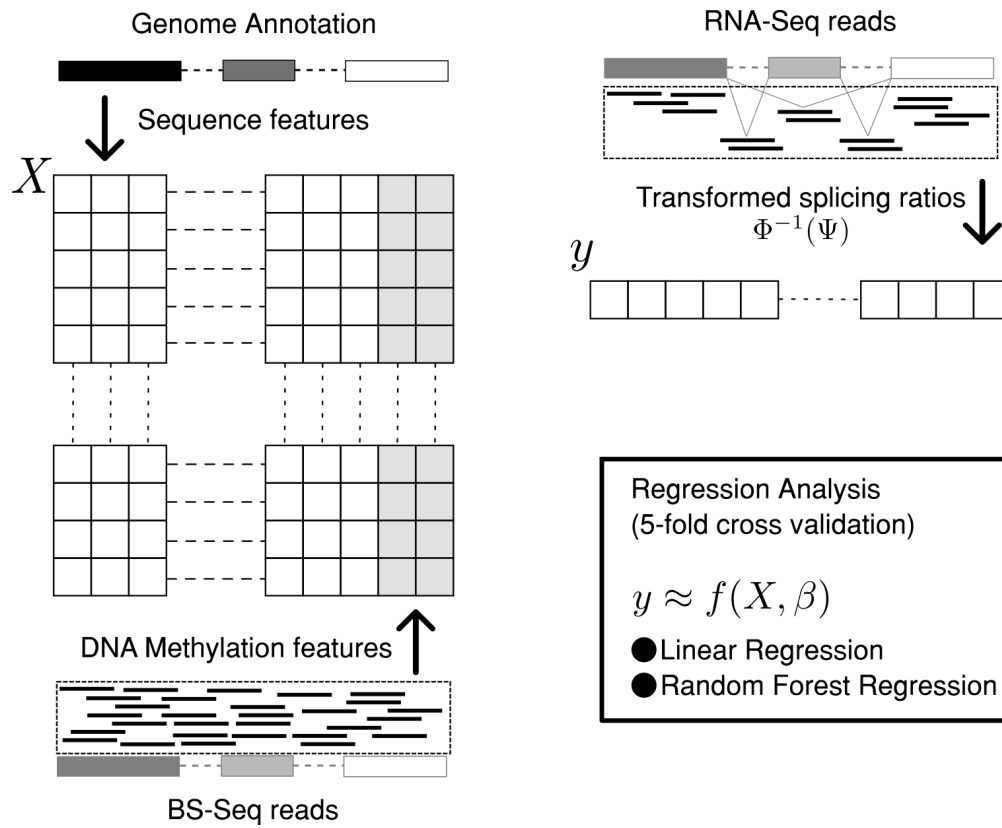 Genome Annotation
Sequence features
X
DNA Methylation features
BS-Seq reads
RNA-Seq reads
Transformed splicing ratios
Φ⁻¹(Ψ)
y
Regression Analysis
(5-fold cross validation)
y ≈ f(X, β)
●Linear Regression
●Random Forest Regression